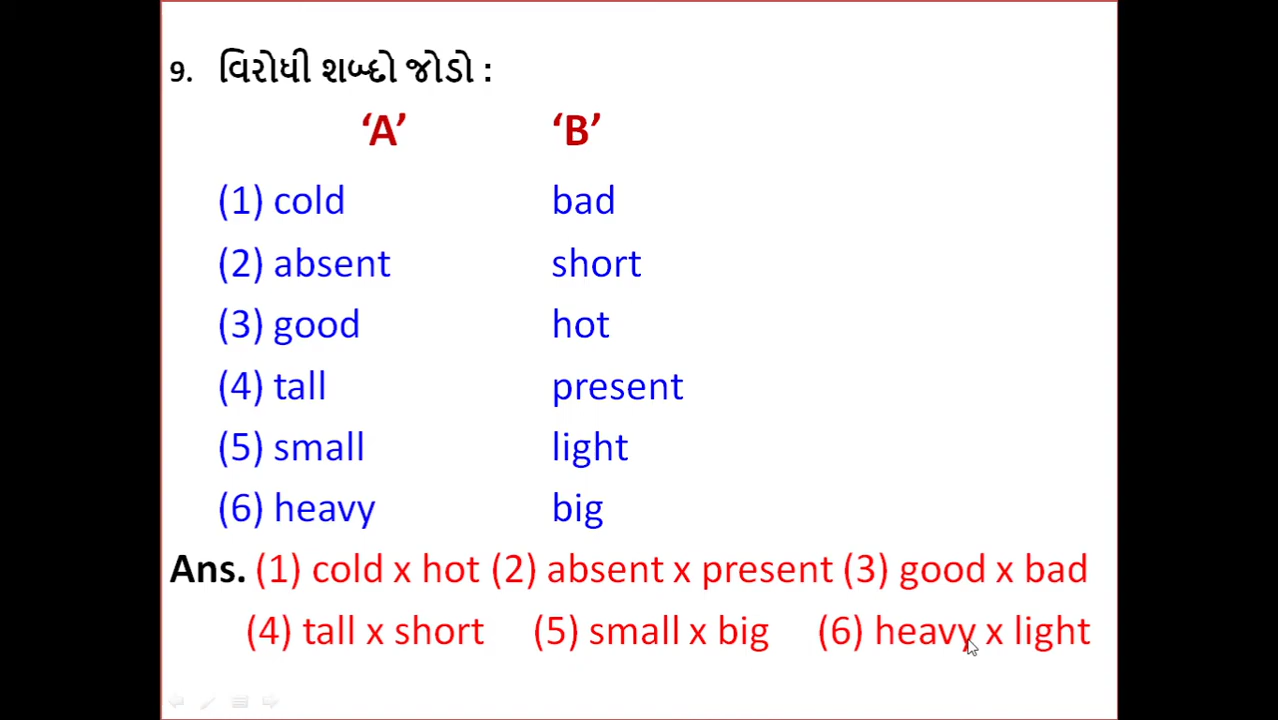 9. વિરોધી શબ્દો જોડો :
‘A’ ‘B’
(1) cold bad
(2) absent short
(3) good hot
(4) tall present
(5) small light
(6) heavy big
Ans. (1) cold x hot (2) absent x present (3) good x bad
(4) tall x short (5) small x big (6) heavy x light